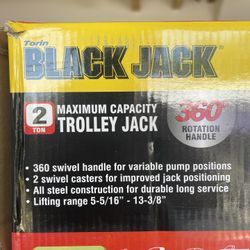 Torin
BLACK JACK
2 TON
MAXIMUM CAPACITY
TROLLEY JACK
360°
ROTATION
HANDLE
• 360 swivel handle for variable pump positions
• 2 swivel casters for improved jack positioning
• All steel construction for durable long service
• Lifting range 5-5/16" - 13-3/8"